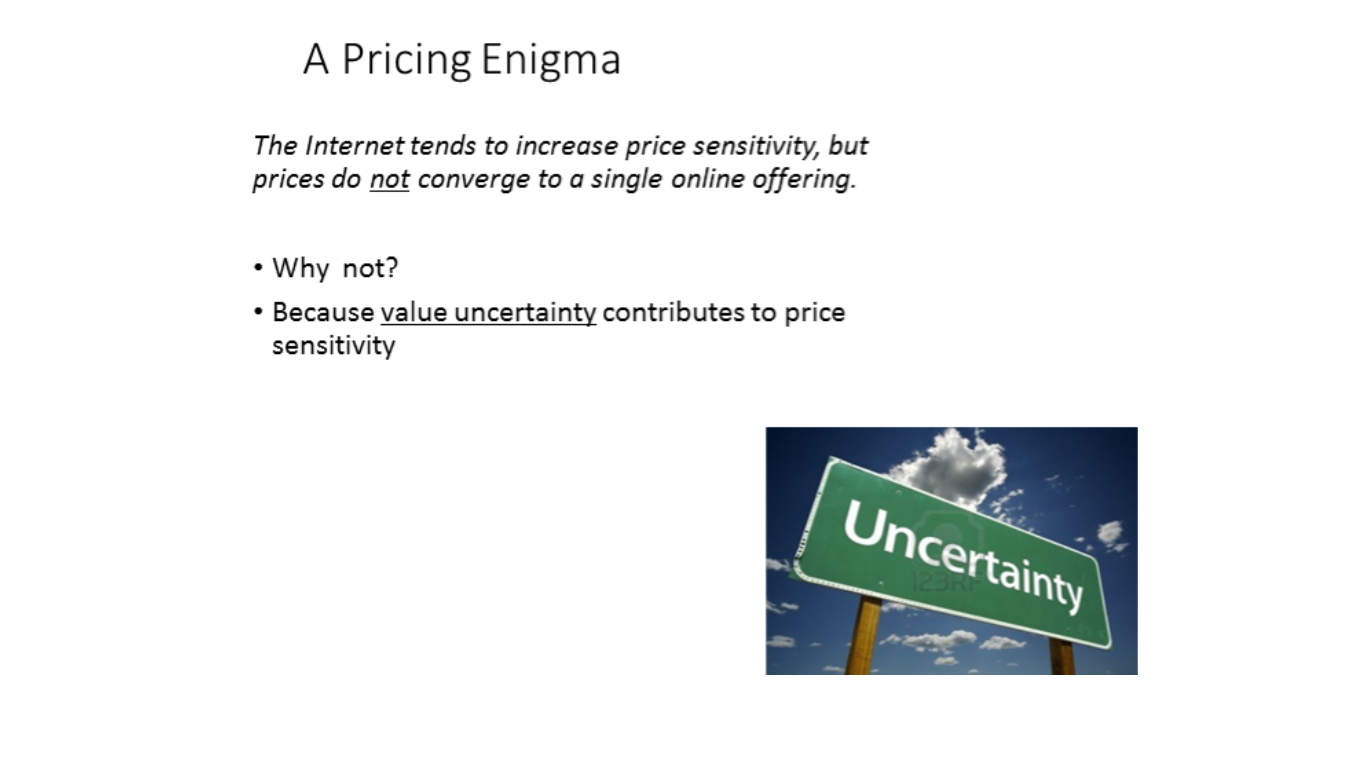 A Pricing Enigma
The Internet tends to increase price sensitivity, but
prices do not converge to a single online offering.
• Why not?
• Because value uncertainty contributes to price
sensitivity
Uncertainty
123RF